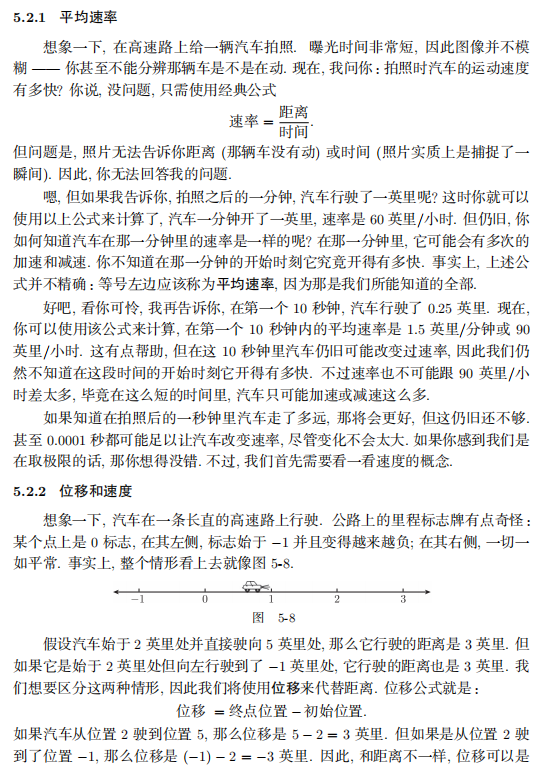 5.2.1 平均速率
想象一下, 在高速路上给一辆汽车拍照. 曝光时间非常短, 因此图像并不模
糊 —— 你甚至不能分辨那辆车是不是在动. 现在, 我问你: 拍照时汽车的运动速度
有多快? 你说, 没问题, 只需使用经典公式
速率 = 距离/时间.
但问题是, 照片无法告诉你距离 (那辆车没有动) 或时间 (照片实质上是捕捉了一
瞬间). 因此, 你无法回答我的问题.
嗯, 但如果我告诉你, 拍照之后的一分钟, 汽车行驶了一英里呢? 这时你就可以
使用以上公式来计算了, 汽车一分钟开了一英里, 速率是 60 英里/小时. 但仍旧, 你
如何知道汽车在那一分钟里的速率是一样的呢? 在那一分钟里, 它可能会有多次的
加速和减速. 你不知道在那一分钟的开始时刻它究竟开得有多快. 事实上, 上述公
式并不精确: 等号左边应该称为平均速率, 因为那是我们所能知道的全部.
好吧, 看你可怜, 我再告诉你, 在第一个 10 秒钟, 汽车行驶了 0.25 英里. 现在,
你可以使用该公式来计算, 在第一个 10 秒钟内的平均速率是 1.5 英里/分钟或 90
英里/小时. 这有点帮助, 但在这 10 秒钟里汽车仍旧可能改变过速率, 因此我们仍
然不知道在这段时间的开始时刻它开得有多快. 不过速率也不可能跟 90 英里/小
时差太多, 毕竟在这么短的时间里, 汽车只可能加速或减速这么多.
如果知道在拍照后的一秒钟里汽车走了多远, 那将会更好, 但这仍旧还不够.
甚至 0.0001 秒都可能足以让汽车改变速率, 尽管变化不会太大. 如果你感到我们是
在取极限的话, 那你想得没错. 不过, 我们首先需要看一看速度的概念.
5.2.2 位移和速度
想象一下, 汽车在一条长直的高速路上行驶. 公路上的里程标志牌有点奇怪:
某个点上是 0 标志, 在其左侧, 标志始于 −1 并且变得越来越负; 在其右侧, 一切一
如平常. 事实上, 整个情形看上去就像图 5-8.
−1 0 1 2 3
图 5-8
假设汽车始于 2 英里处并直接驶向 5 英里处, 那么它行驶的距离是 3 英里. 但
如果它是始于 2 英里处但向左行驶到了 −1 英里处, 它行驶的距离也是 3 英里. 我
们想要区分这两种情形, 因此我们将使用位移来代替距离. 位移公式就是:
位移 = 终点位置 − 初始位置.
如果汽车从位置 2 驶到位置 5, 那么位移是 5 − 2 = 3 英里. 但如果是从位置 2 驶
到了位置 −1, 那么位移是 (−1) − 2 = −3 英里. 因此, 和距离不一样, 位移可以是